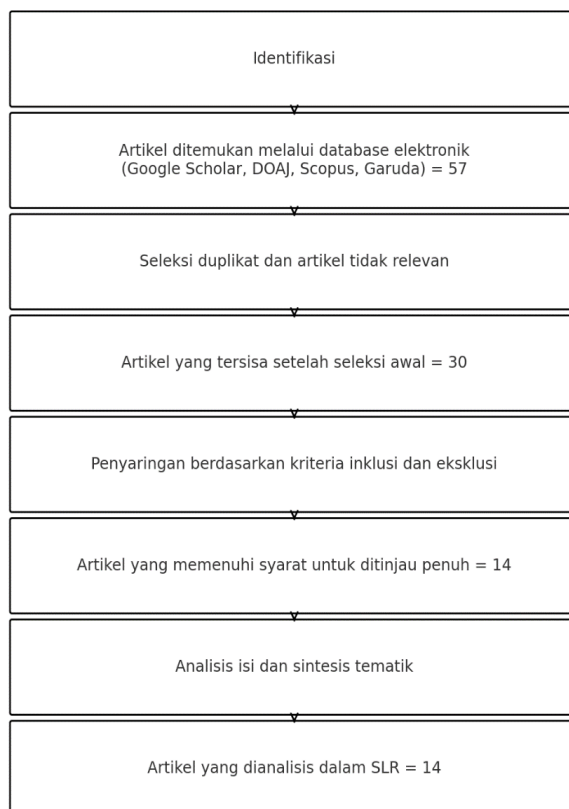 Identifikasi
Artikel ditemukan melalui database elektronik
(Google Scholar, DOAJ, Scopus, Garuda) = 57
Seleksi duplikat dan artikel tidak relevan
Artikel yang tersisa setelah seleksi awal = 30
Penyaringan berdasarkan kriteria inklusi dan eksklusi
Artikel yang memenuhi syarat untuk ditinjau penuh = 14
Analisis isi dan sintesis tematik
Artikel yang dianalisis dalam SLR = 14